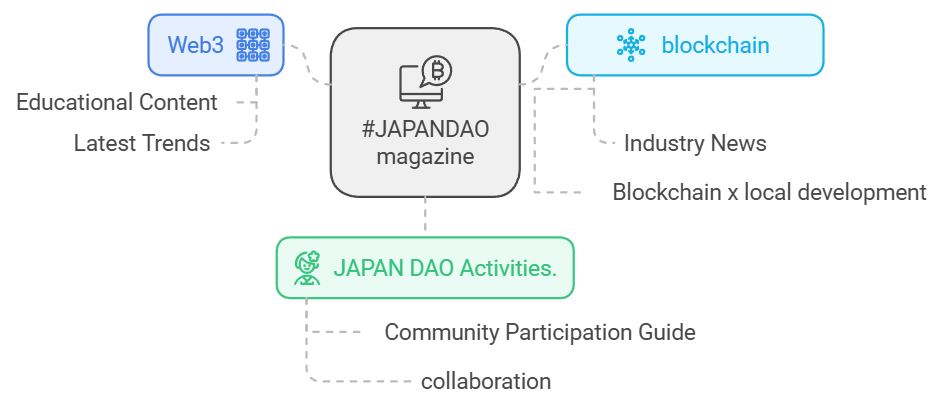 Web3
Educational Content
Latest Trends
#JAPANDAO
magazine
blockchain
Industry News
Blockchain x local development
JAPAN DAO Activities.
Community Participation Guide
collaboration